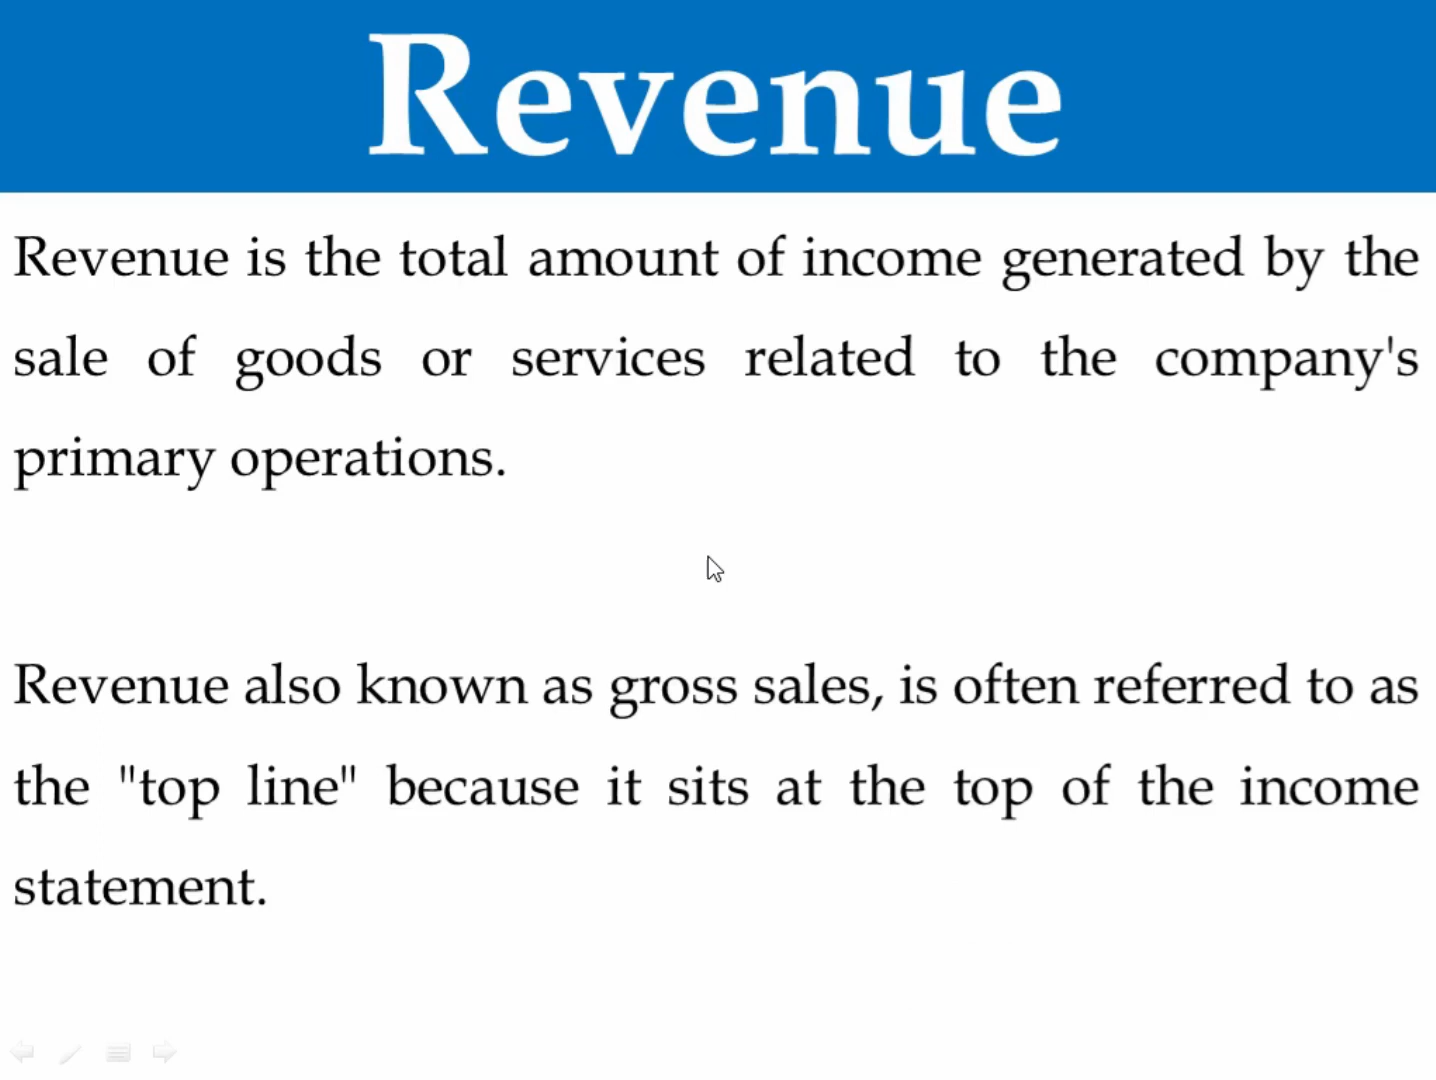 Revenue
Revenue is the total amount of income generated by the
sale of goods or services related to the company's
primary operations.
Revenue also known as gross sales, is often referred to as
the "top line" because it sits at the top of the income
statement.